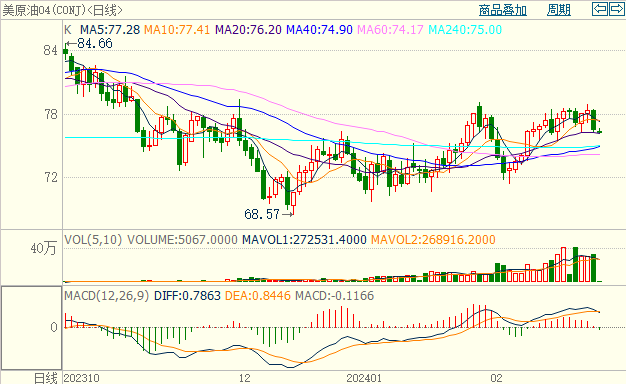 美原油04(CONJ)<日线> 商品叠加 周期
K MA5:77.28 MA10:77.41 MA20:76.20 MA40:74.90 MA60:74.17 MA240:75.00
84
84.66
78
72
68.57
VOL(5,10) VOLUME:5067.0000 MAVOL1:272531.4000 MAVOL2:268916.2000
40万
MACD(12,26,9) DIFF:0.7863 DEA:0.8446 MACD:-0.1166
0
日线 202310 12 202401 02